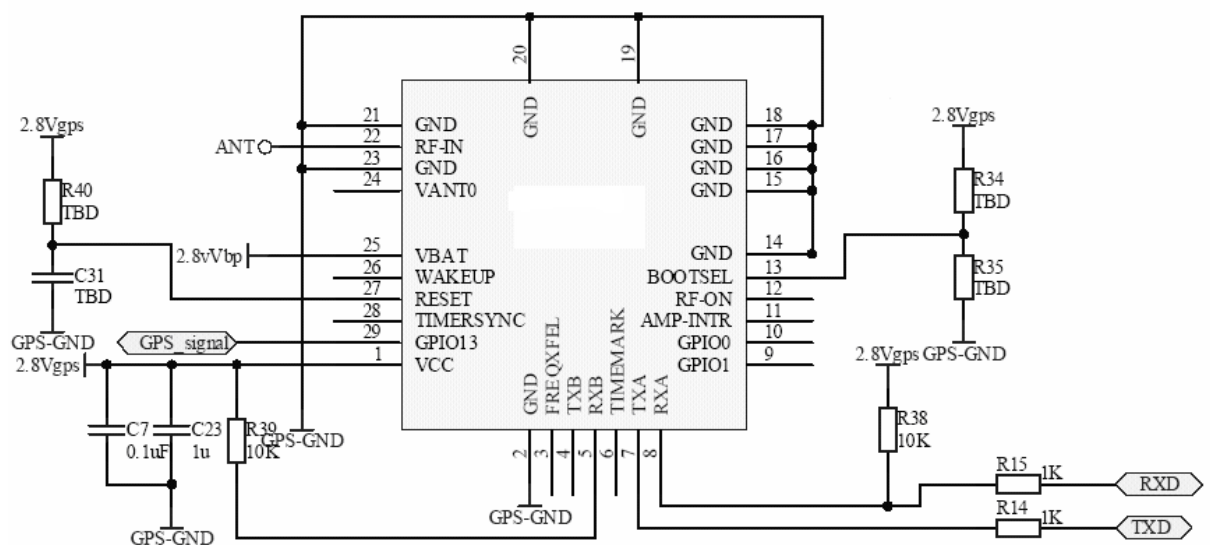 20
19
GND
GND
21 GND
ANT 22 RF-IN
23 GND
24 VANT0
2.8vVbp 25 VBAT
26 WAKEUP
27 RESET
28 TIMERSYNC
GPS_signal 29 GPIO13
2.8Vgps 1 VCC
GND 18
GND 17
GND 16
GND 15
GND 14
BOOTSEL 13
RF-ON 12
AMP-INTR 11
GPIO0 10
GPIO1 9
GND
FREQXFEL
TXB
RXB
TIMEMARK
TXA
RXA
2
3
4
5
6
7
8
2.8Vgps
R40
TBD
C31
TBD
GPS-GND
C7
0.1uF
C23
1u
R39
10K
GPS-GND
GPS-GND
GPS-GND
2.8Vgps
R34
TBD
R35
TBD
GPS-GND
2.8Vgps
R38
10K
R15 1K RXD
R14 1K TXD